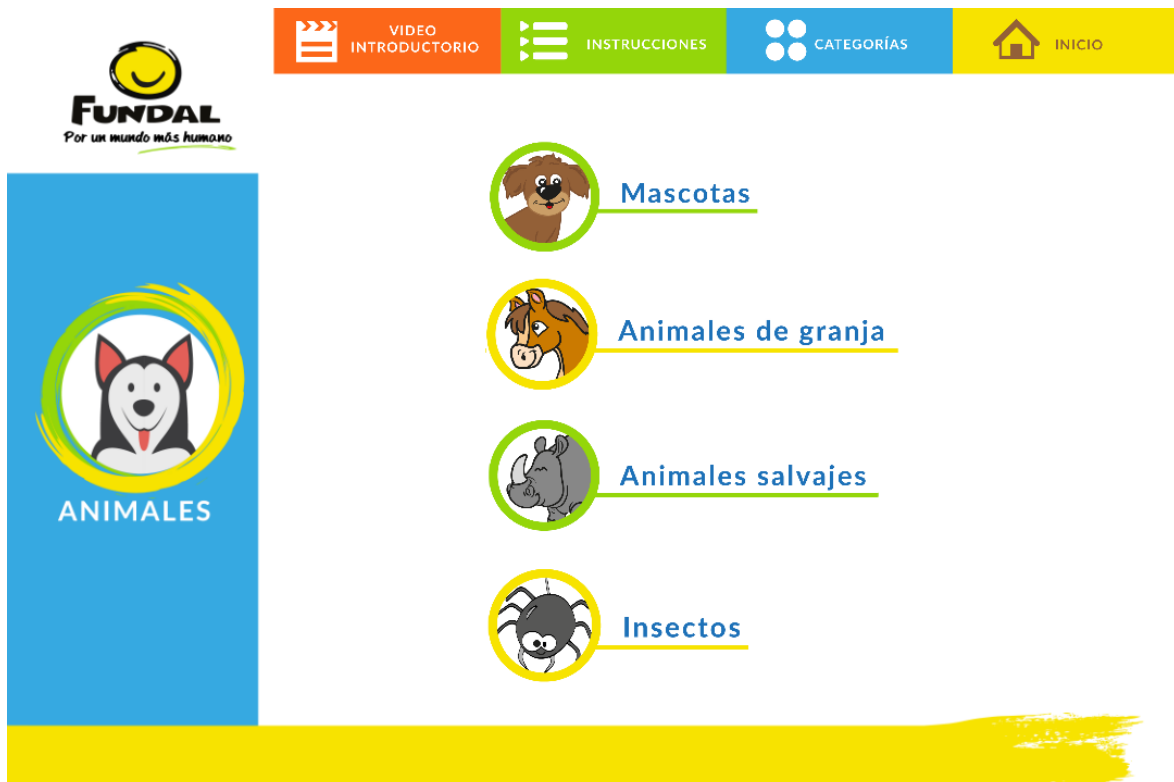 FUNDAL
Por un mundo más humano
VIDEO
INTRODUCTORIO
INSTRUCCIONES
CATEGORÍAS
INICIO
Mascotas
Animales de granja
Animales salvajes
Insectos
ANIMALES